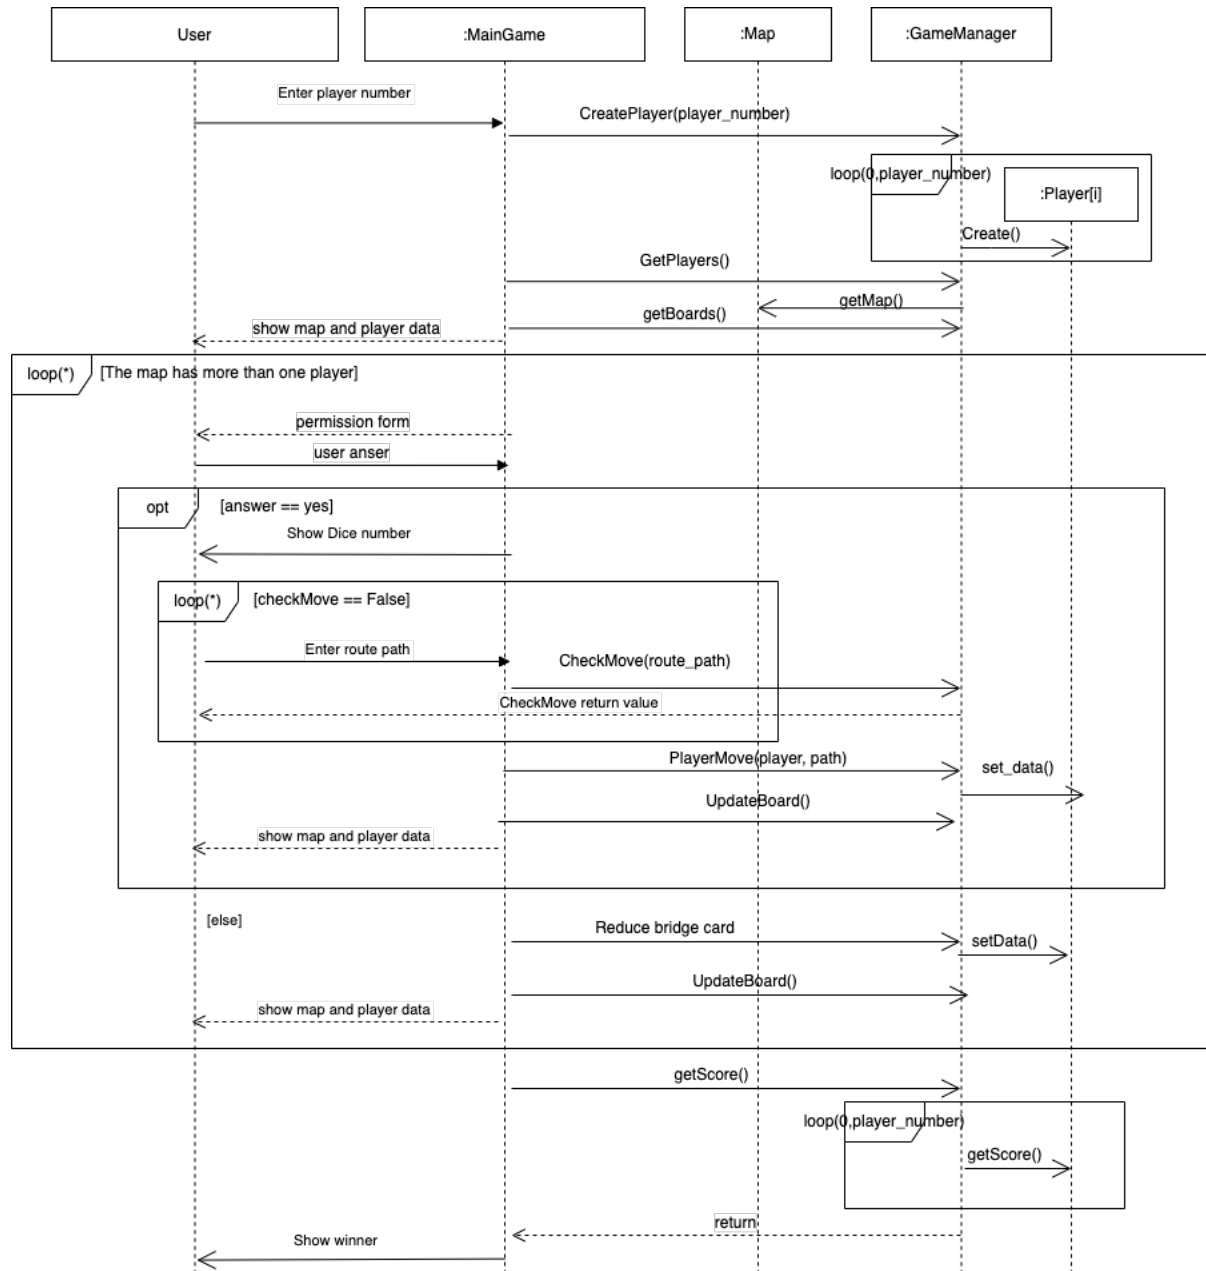 User
:MainGame
:Map
:GameManager
Enter player number
CreatePlayer(player_number)
loop(0,player_number)
:Player[i]
Create()
GetPlayers()
getMap()
getBoards()
show map and player data
loop(*)
[The map has more than one player]
permission form
user anser
opt
[answer == yes]
Show Dice number
loop(*)
[checkMove == False]
Enter route path
CheckMove(route_path)
CheckMove return value
PlayerMove(player, path)
set_data()
UpdateBoard()
show map and player data
[else]
Reduce bridge card
setData()
UpdateBoard()
show map and player data
getScore()
loop(0,player_number)
getScore()
return
Show winner